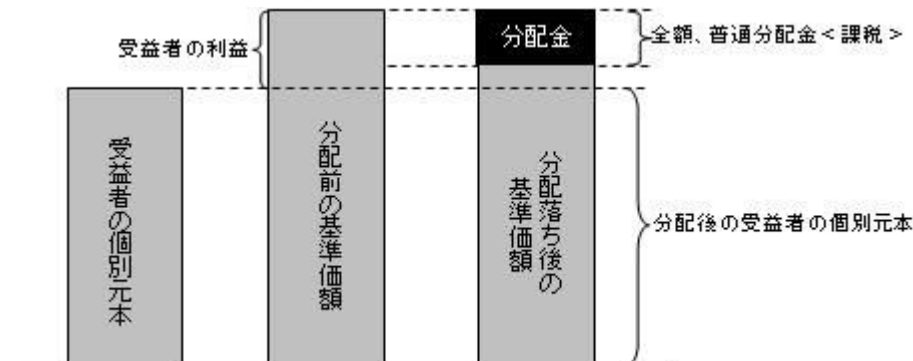 受益者の利益
分配金
全額、普通分配金<課税>
受益者の個別元本
分配前の基準価額
分配落ち後の
基準価額
分配後の受益者の個別元本